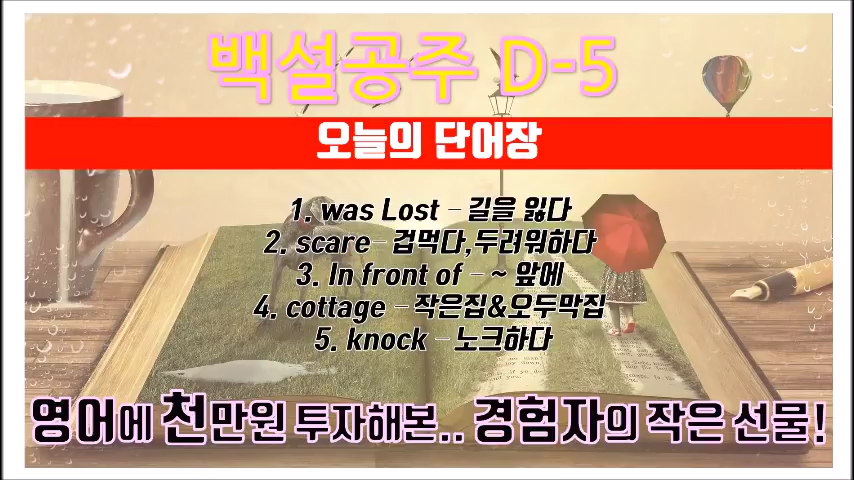 백설공주 D-5
오늘의 단어장
1. was Lost - 길을 잃다
2. scare- 겁먹다,두려워하다
3. In front of - ~ 앞에
4. cottage - 작은집&오두막집
5. knock - 노크하다
영어에 천만원 투자해본.. 경험자의 작은 선물!